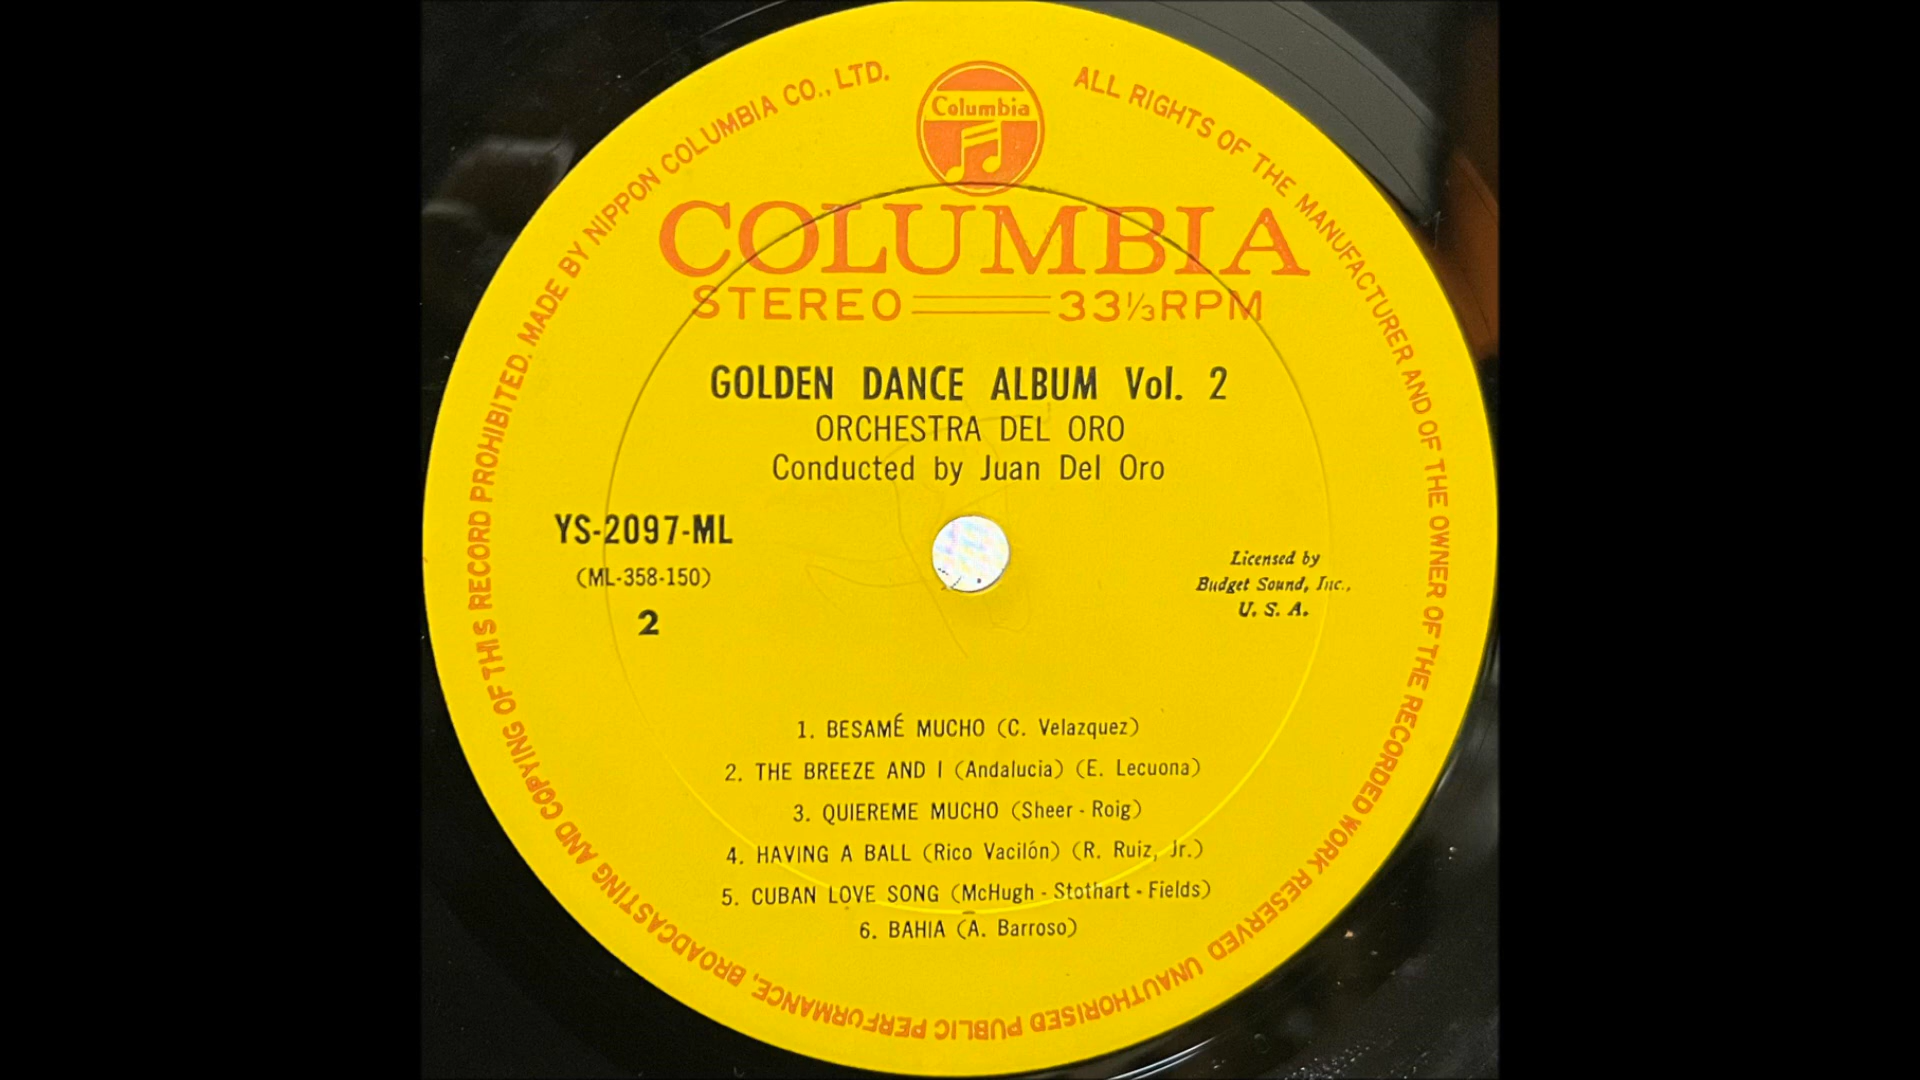 ALL RIGHTS OF THE MANUFACTURER AND OF THE OWNER OF THE RECORDED WORK RESERVED UNAUTHORISED PUBLIC PERFORMANCE, BROADCASTING AND COPYING OF THIS RECORD PROHIBITED. MADE BY NIPPON COLUMBIA CO., LTD.
Columbia
COLUMBIA
STEREO 33⅓RPM
GOLDEN DANCE ALBUM Vol. 2
ORCHESTRA DEL ORO
Conducted by Juan Del Oro
YS-2097-ML
(ML-358-150)
2
Licensed by
Budget Sound, Inc.,
U. S. A.
1. BESAMÉ MUCHO (C. Velazquez)
2. THE BREEZE AND I (Andalucia) (E. Lecuona)
3. QUIEREME MUCHO (Sheer - Roig)
4. HAVING A BALL (Rico Vacilón) (R. Ruiz, Jr.)
5. CUBAN LOVE SONG (McHugh - Stothart - Fields)
6. BAHIA (A. Barroso)